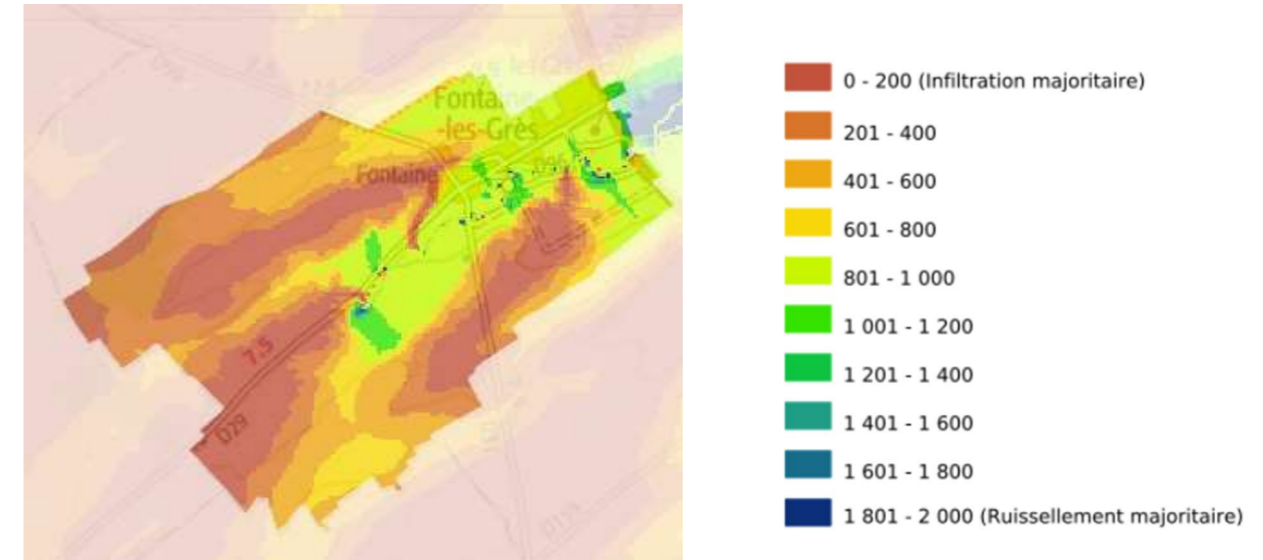 Fontaine
-les-Grès
Fontaine
7.5
D29
0 - 200 (Infiltration majoritaire)
201 - 400
401 - 600
601 - 800
801 - 1 000
1 001 - 1 200
1 201 - 1 400
1 401 - 1 600
1 601 - 1 800
1 801 - 2 000 (Ruissellement majoritaire)